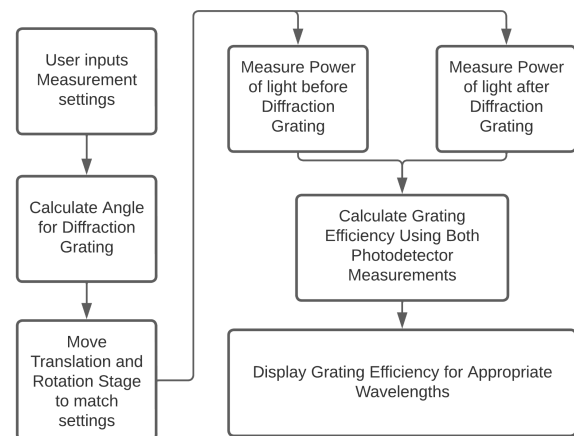 User inputs
Measurement
settings
Calculate Angle
for Diffraction
Grating
Move
Translation and
Rotation Stage
to match
settings
Measure Power
of light before
Diffraction
Grating
Measure Power
of light after
Diffraction
Grating
Calculate Grating
Efficiency Using Both
Photodetector
Measurements
Display Grating Efficiency for Appropriate
Wavelengths